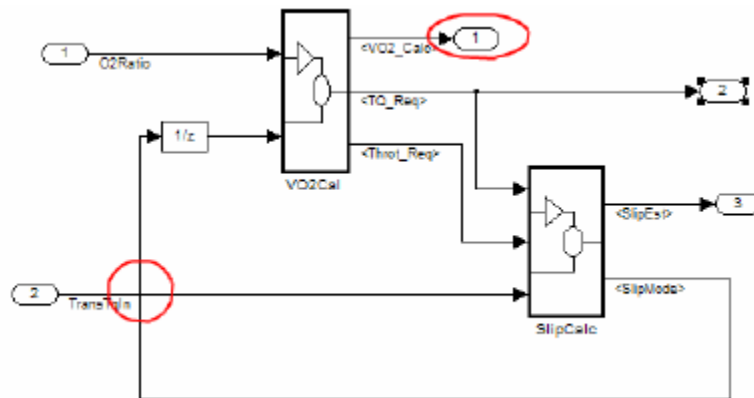 1
<VO2_Calc>
1
O2Ratio
<TQ_Req>
2
1/z
<Throt_Req>
VO2Cal
<SlipEst>
3
2
TransTqIn
<SlipMode>
SlipCalc